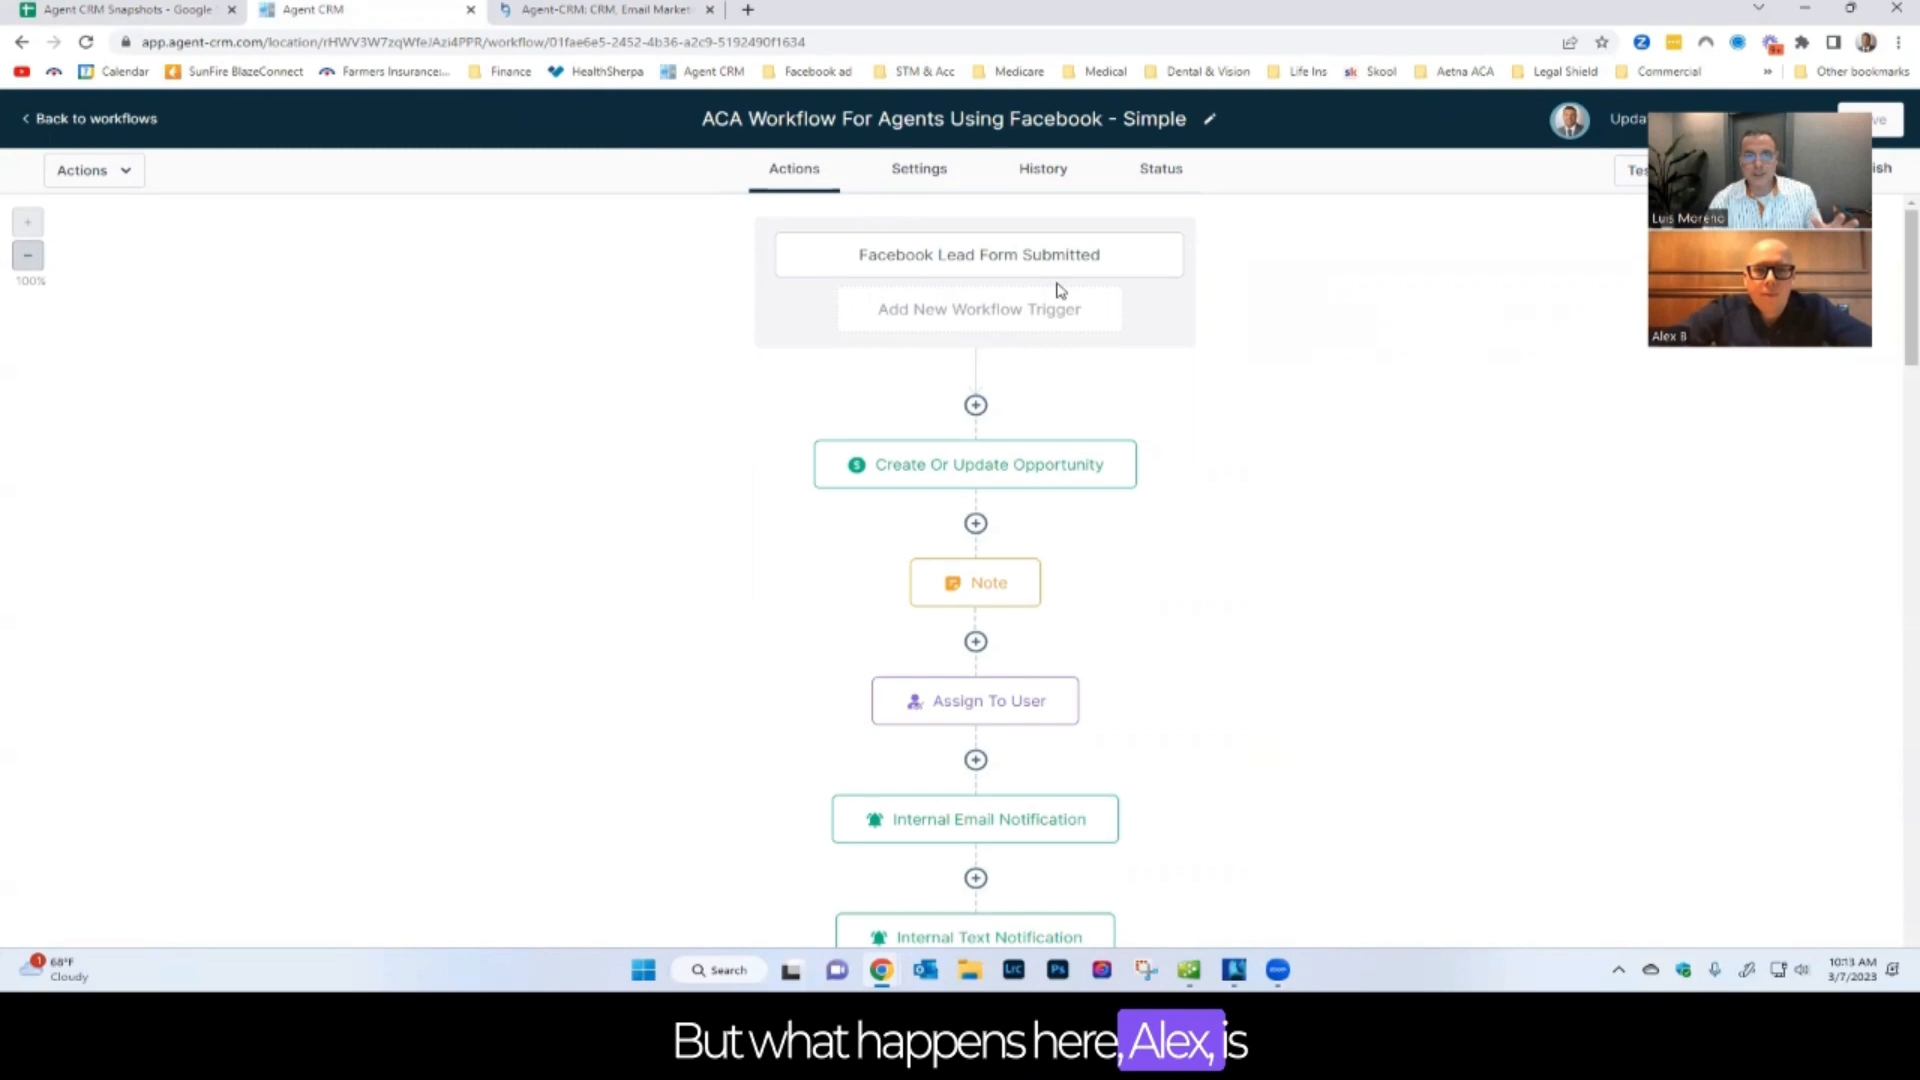 Agent CRM Snapshots - Google
Agent CRM
Agent-CRM: CRM, Email Market
app.agent-crm.com/location/rHWV3W7zqWfeJAzi4PPR/workflow/01fae6e5-2452-4b36-a2c9-5192490f1634
Calendar
SunFire BlazeConnect
Farmers Insurance:...
Finance
HealthSherpa
Agent CRM
Facebook ad
STM & Acc
Medicare
Medical
Dental & Vision
Life Ins
sk Skool
Aetna ACA
Legal Shield
Commercial
»
Other bookmarks
Back to workflows
ACA Workflow For Agents Using Facebook - Simple
Actions
Actions
Settings
History
Status
100%
Luis Moreno
Alex B
Facebook Lead Form Submitted
Add New Workflow Trigger
Create Or Update Opportunity
Note
Assign To User
Internal Email Notification
Internal Text Notification
1
68°F
Cloudy
Search
Lrc
Ps
zoom
10:13 AM
3/7/2023
But what happens here, Alex, is